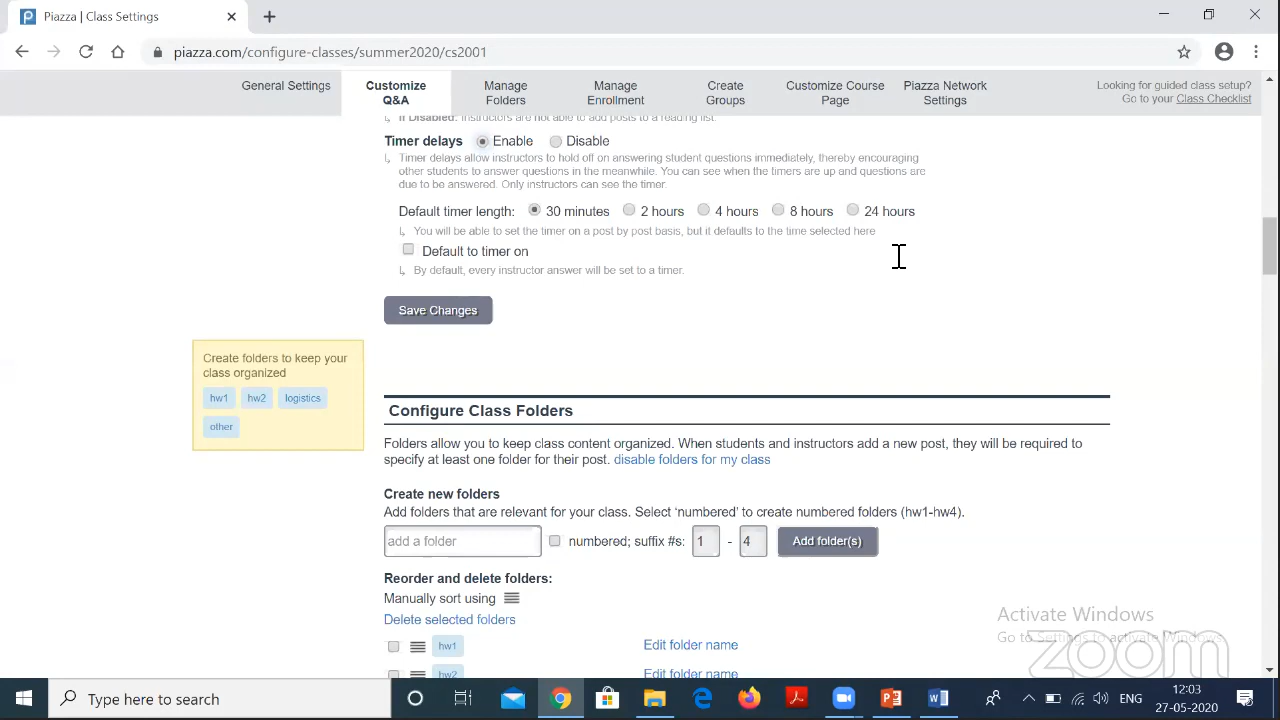 Piazza | Class Settings
piazza.com/configure-classes/summer2020/cs2001
General Settings
Customize Q&A
Manage Folders
Manage Enrollment
Create Groups
Customize Course Page
Piazza Network Settings
Looking for guided class setup?
Go to your Class Checklist
If Disabled: Instructors are not able to add posts to a reading list.
Timer delays Enable Disable
Timer delays allow instructors to hold off on answering student questions immediately, thereby encouraging
other students to answer questions in the meanwhile. You can see when the timers are up and questions are
due to be answered. Only instructors can see the timer.
Default timer length: 30 minutes 2 hours 4 hours 8 hours 24 hours
You will be able to set the timer on a post by post basis, but it defaults to the time selected here
Default to timer on
By default, every instructor answer will be set to a timer.
Save Changes
Create folders to keep your
class organized
hw1 hw2 logistics
other
Configure Class Folders
Folders allow you to keep class content organized. When students and instructors add a new post, they will be required to
specify at least one folder for their post. disable folders for my class
Create new folders
Add folders that are relevant for your class. Select ‘numbered’ to create numbered folders (hw1-hw4).
add a folder numbered; suffix #s: 1 - 4 Add folder(s)
Reorder and delete folders:
Manually sort using
Delete selected folders
hw1 Edit folder name
hw2 Edit folder name
Activate Windows
Go to Settings to activate Windows.
zoom
Type here to search
ENG
12:03
27-05-2020